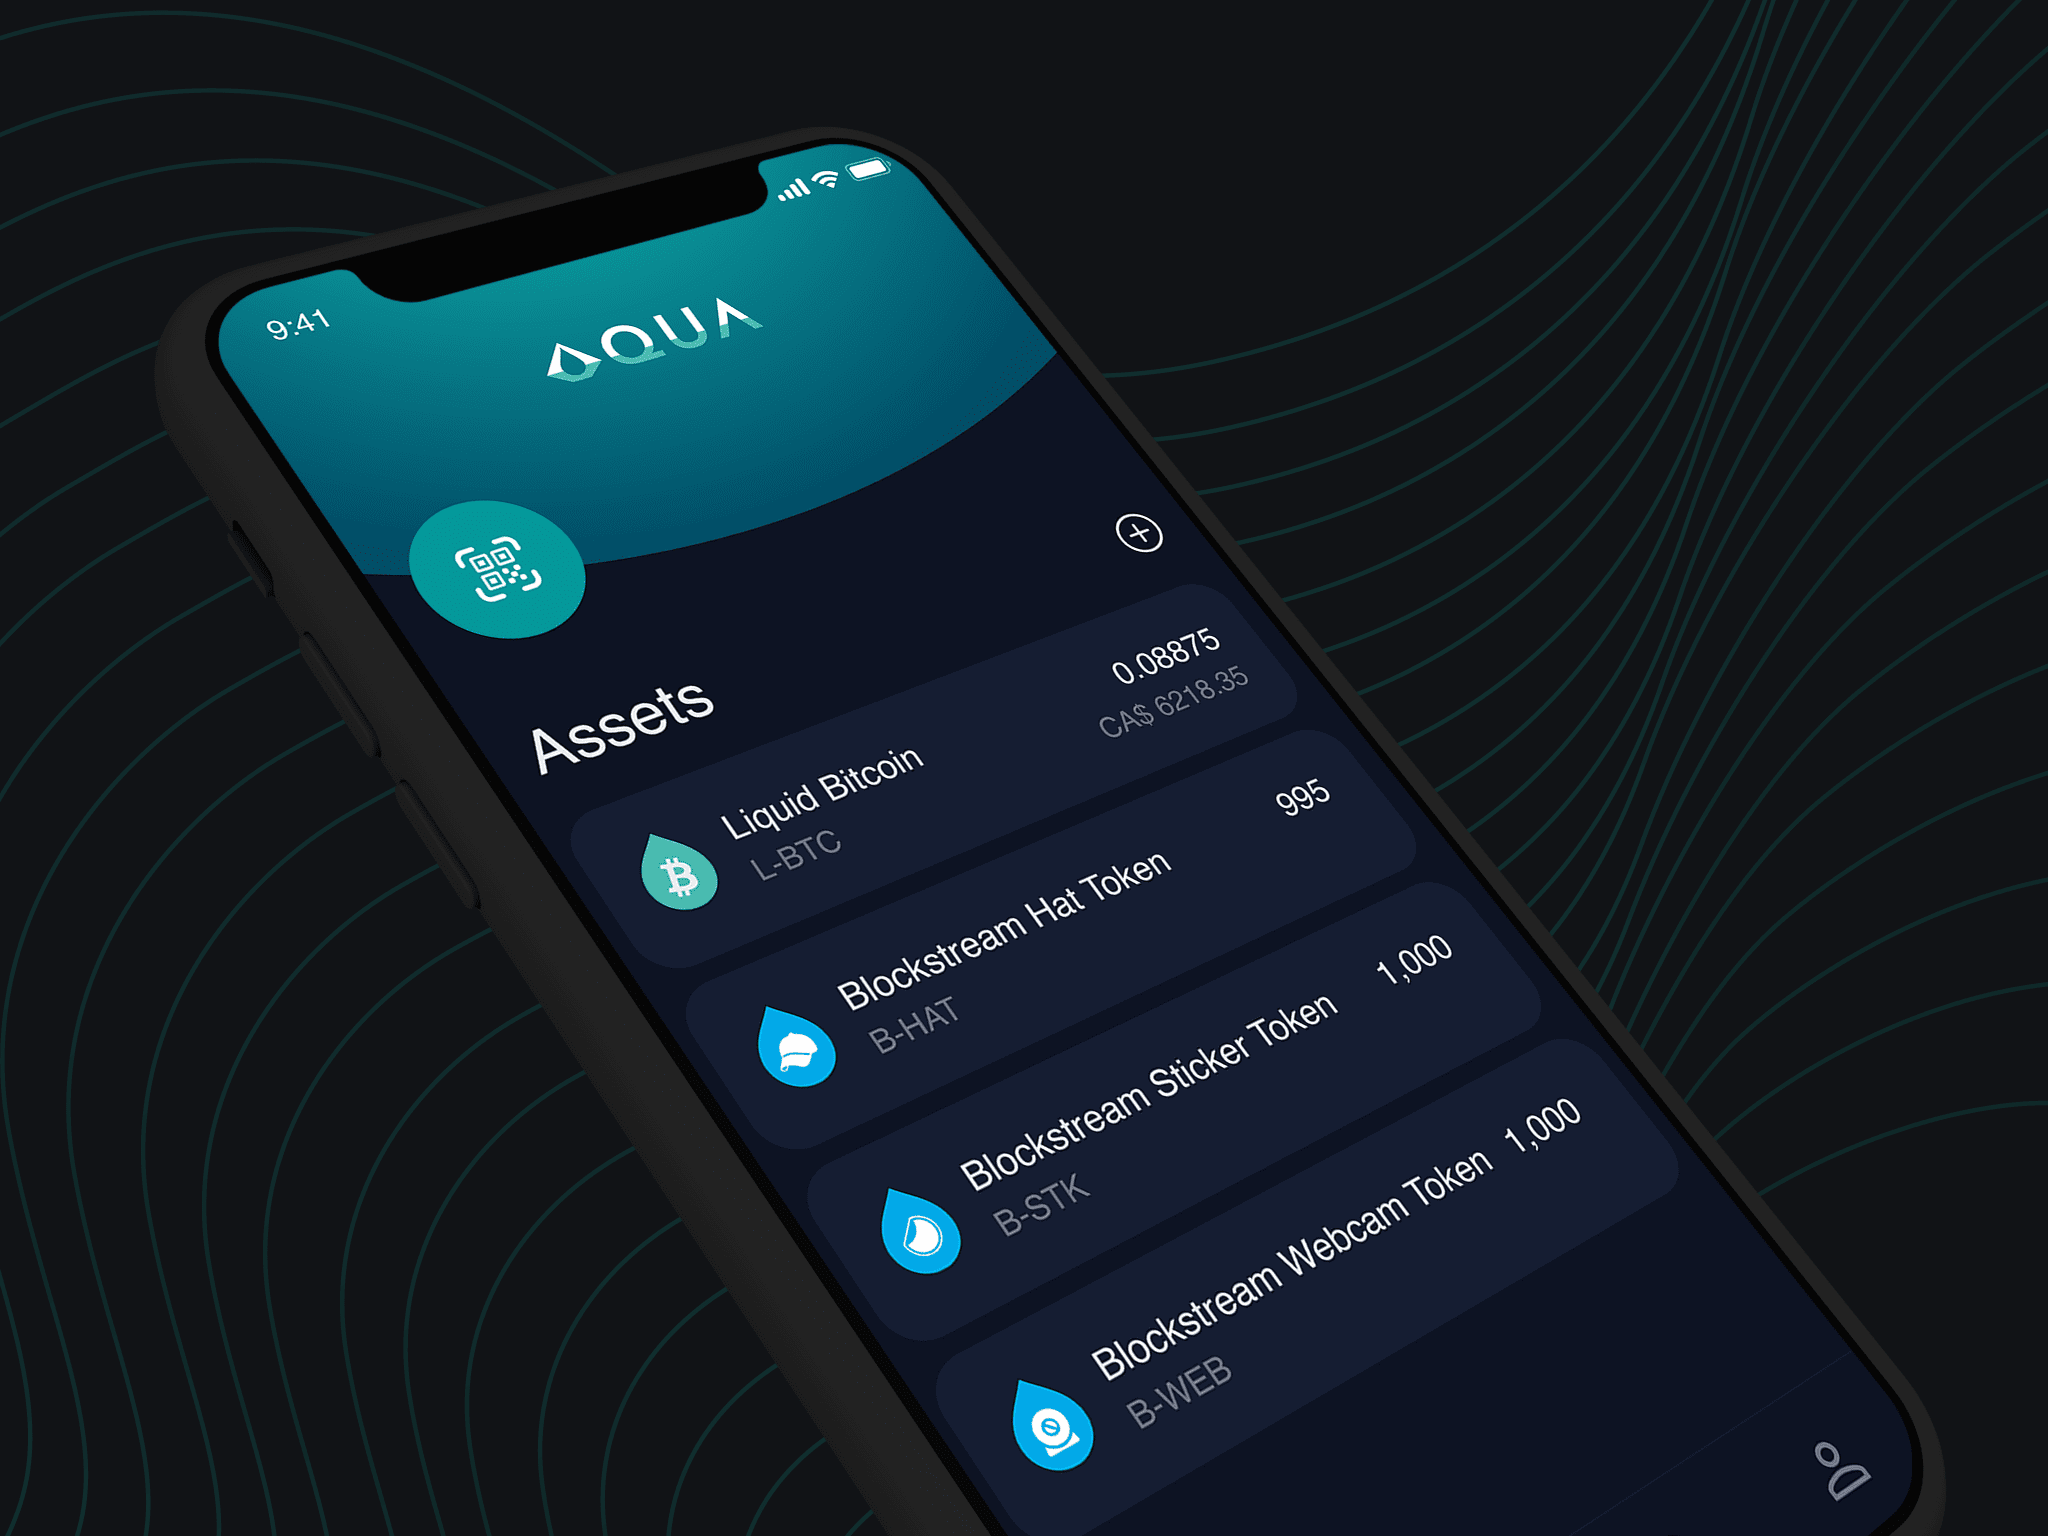 9:41
AQUA
Assets
Liquid Bitcoin
0.08875
L-BTC
CA$ 6218.35
Blockstream Hat Token
995
B-HAT
Blockstream Sticker Token
1,000
B-STK
Blockstream Webcam Token
1,000
B-WEB